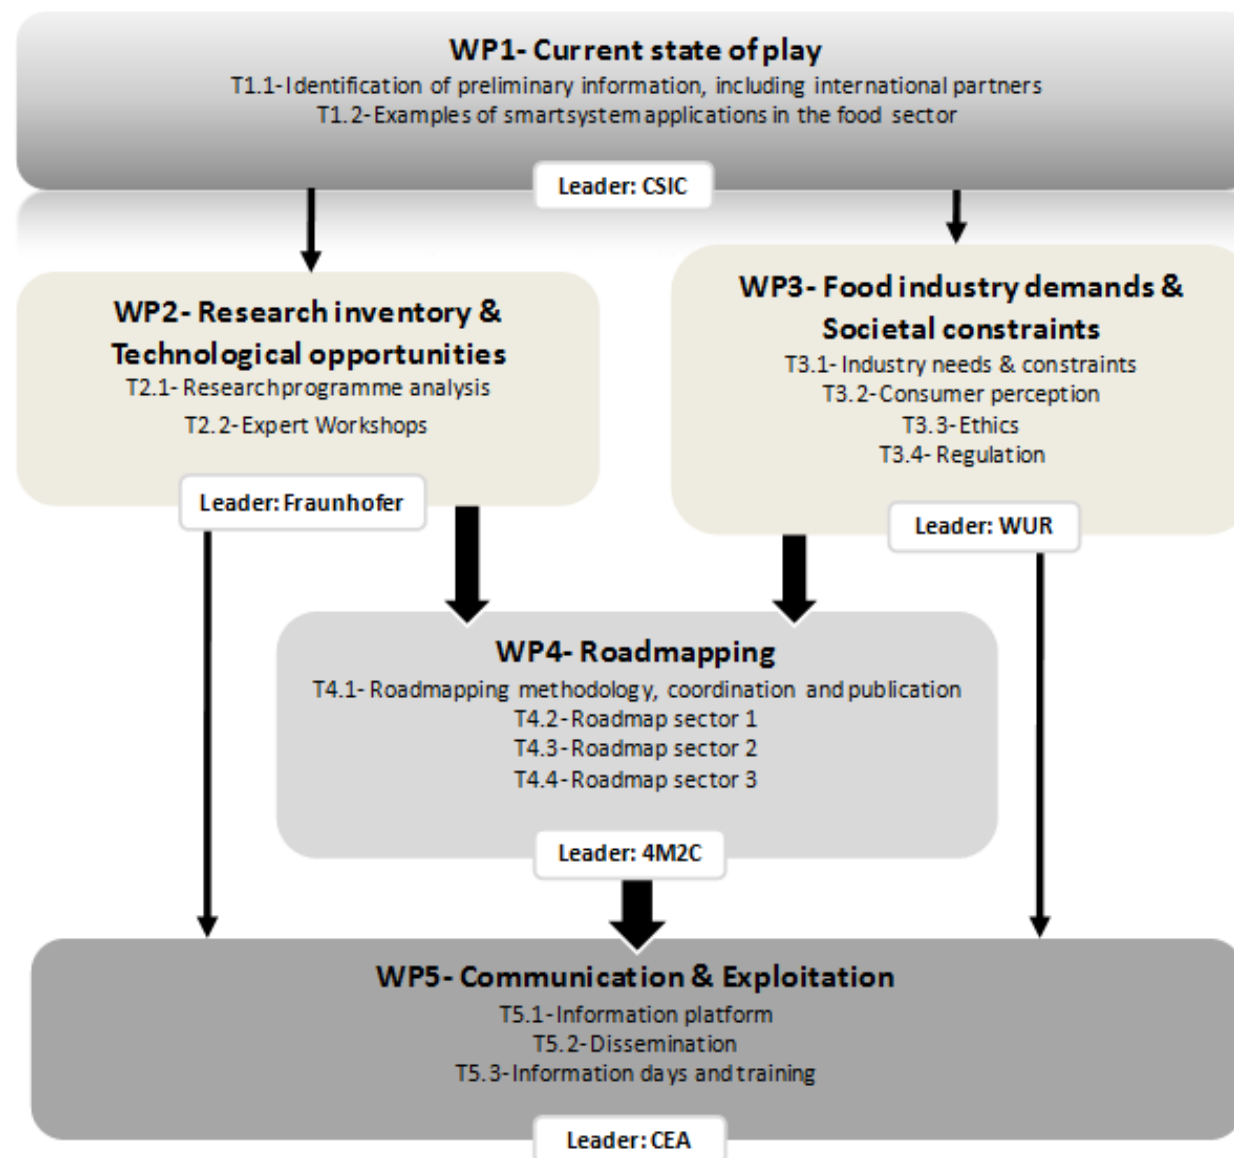 WP1- Current state of play
T1.1-Identification of preliminary information, including international partners
T1.2-Examples of smart system applications in the food sector
Leader: CSIC
WP2- Research inventory &
Technological opportunities
T2.1- Research programme analysis
T2.2-Expert Workshops
Leader: Fraunhofer
WP3- Food industry demands &
Societal constraints
T3.1- Industry needs & constraints
T3.2-Consumer perception
T3.3-Ethics
T3.4- Regulation
Leader: WUR
WP4- Roadmapping
T4.1- Roadmapping methodology, coordination and publication
T4.2-Roadmap sector 1
T4.3-Roadmap sector 2
T4.4-Roadmap sector 3
Leader: 4M2C
WP5- Communication & Exploitation
T5.1-Information platform
T5.2-Dissemination
T5.3-Information days and training
Leader: CEA